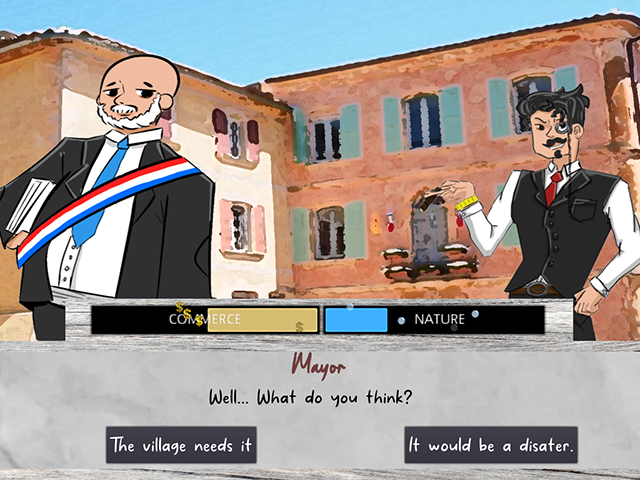 COMMERCE
NATURE
Mayor
Well... What do you think?
The village needs it
It would be a disater.